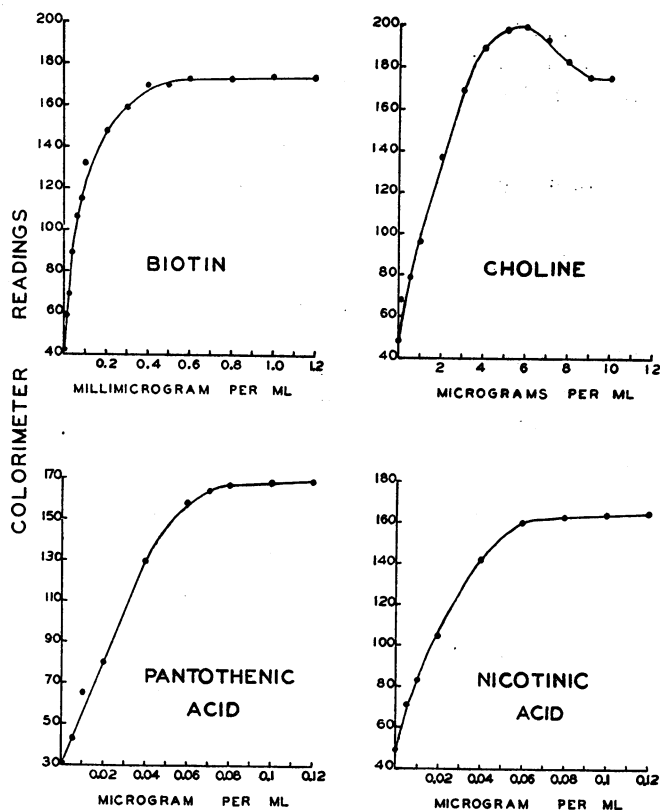 COLORIMETER READINGS
200
180
160
140
120
100
80
60
40
BIOTIN
0.2 0.4 0.6 0.8 1.0 1.2
MILLIMICROGRAM PER ML
200
180
160
140
120
100
80
60
40
CHOLINE
2 4 6 8 10 12
MICROGRAMS PER ML
170
150
130
110
90
70
50
30
PANTOTHENIC
ACID
0.02 0.04 0.06 0.08 0.1 0.12
MICROGRAM PER ML
180
160
140
120
100
80
60
40
NICOTINIC
ACID
0.02 0.04 0.06 0.08 0.10 0.12
MICROGRAM PER ML